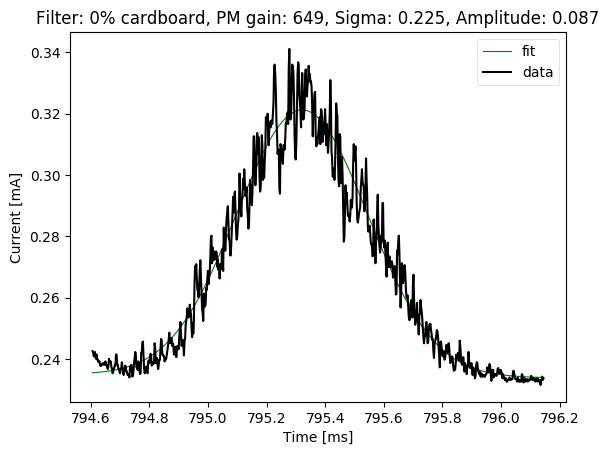 Filter: 0% cardboard, PM gain: 649, Sigma: 0.225, Amplitude: 0.087
fit
data
0.34
0.32
0.30
0.28
0.26
0.24
Current [mA]
794.6 794.8 795.0 795.2 795.4 795.6 795.8 796.0 796.2
Time [ms]